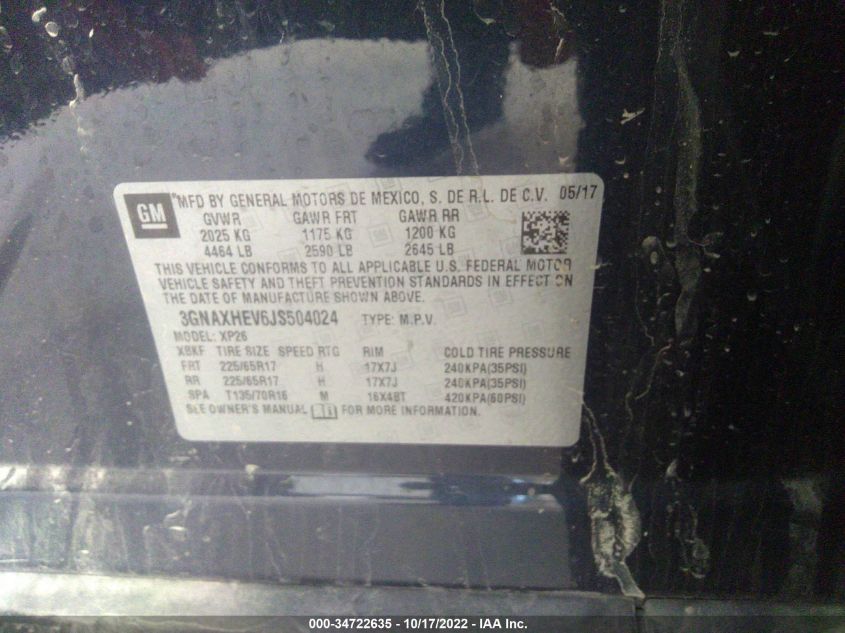 GM
MFD BY GENERAL MOTORS DE MEXICO, S. DE R.L. DE C.V. 05/17
GVWR GAWR FRT GAWR RR
2025 KG 1175 KG 1200 KG
4464 LB 2590 LB 2645 LB
THIS VEHICLE CONFORMS TO ALL APPLICABLE U.S. FEDERAL MOTOR
VEHICLE SAFETY AND THEFT PREVENTION STANDARDS IN EFFECT ON
THE DATE OF MANUFACTURE SHOWN ABOVE.
3GNAXHEV6JS504024 TYPE: M.P.V.
MODEL: XP26
XBKF TIRE SIZE SPEED RTG RIM COLD TIRE PRESSURE
FRT 225/65R17 H 17X7J 240KPA(35PSI)
RR 225/65R17 H 17X7J 240KPA(35PSI)
SPA T135/70R16 M 16X4BT 420KPA(60PSI)
SEE OWNER'S MANUAL FOR MORE INFORMATION.
000-34722635 - 10/17/2022 - IAA Inc.